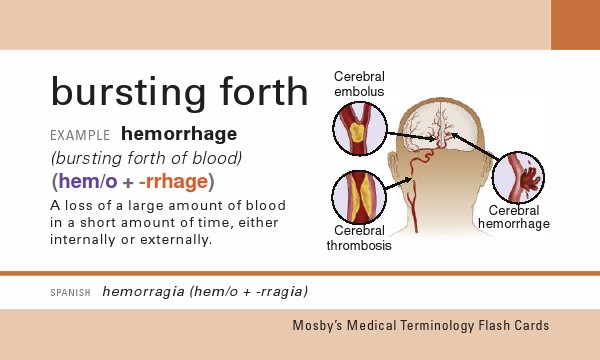 bursting forth
EXAMPLE hemorrhage
(bursting forth of blood)
(hem/o + -rrhage)
A loss of a large amount of blood
in a short amount of time, either
internally or externally.
Cerebral
embolus
Cerebral
thrombosis
Cerebral
hemorrhage
SPANISH hemorragia (hem/o + -rragia)
Mosby's Medical Terminology Flash Cards